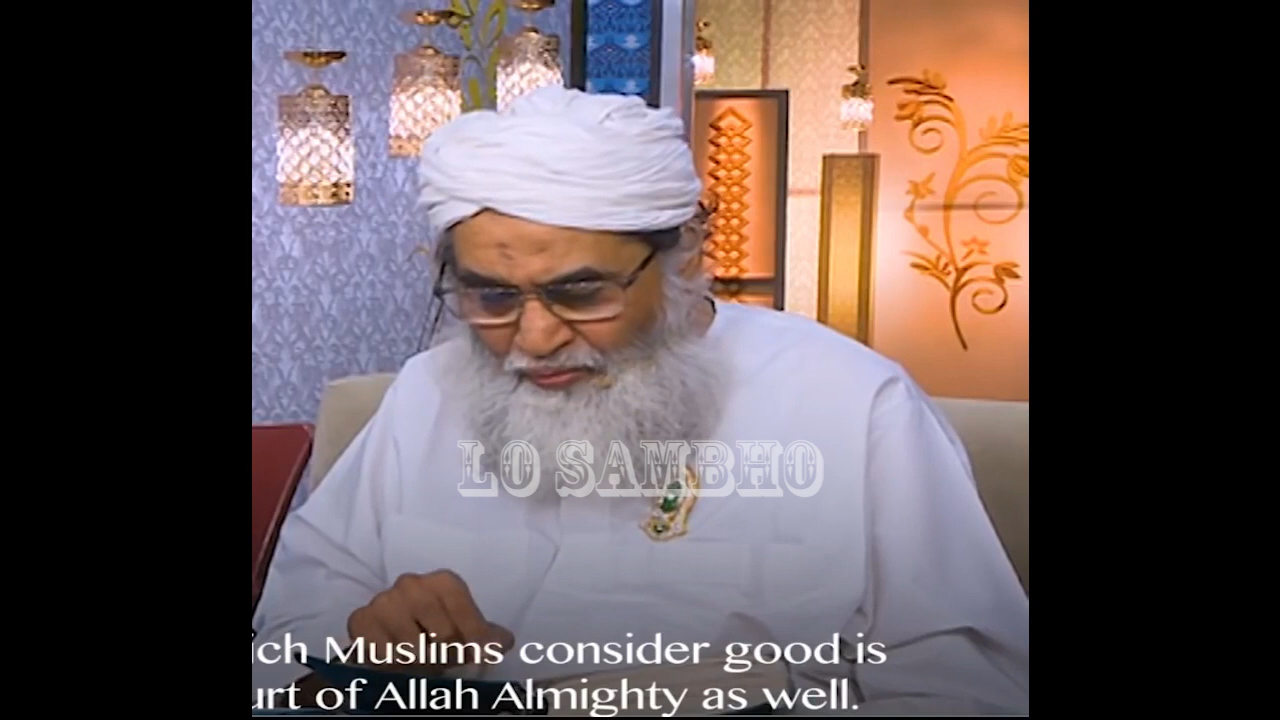 LO SAMBHO
ich Muslims consider good is
urt of Allah Almighty as well.